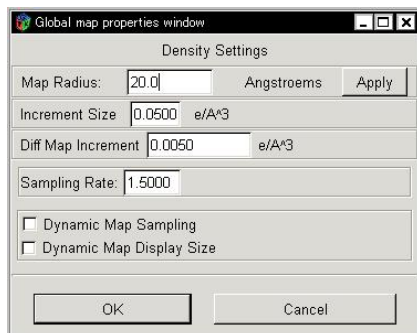 Global map properties window
Density Settings
Map Radius: 20.0 Angstroems Apply
Increment Size 0.0500 e/A^3
Diff Map Increment 0.0050 e/A^3
Sampling Rate: 1.5000
Dynamic Map Sampling
Dynamic Map Display Size
OK Cancel